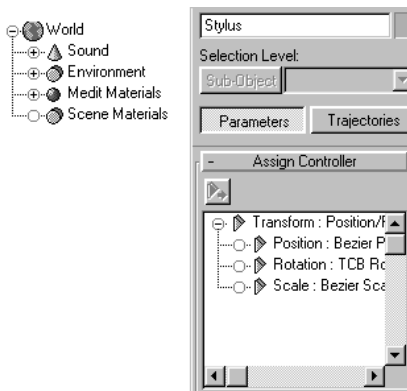 World
Sound
Environment
Medit Materials
Scene Materials
Stylus
Selection Level:
Sub-Object
Parameters
Trajectories
- Assign Controller
Transform : Position/R
Position : Bezier P
Rotation : TCB Ro
Scale : Bezier Sca